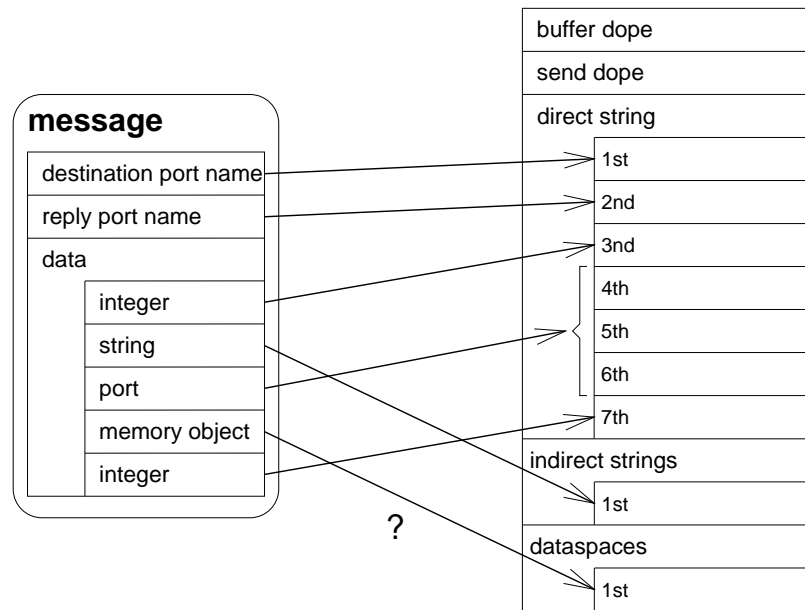 message
destination port name
reply port name
data
integer
string
port
memory object
integer
?
buffer dope
send dope
direct string
1st
2nd
3nd
4th
5th
6th
7th
indirect strings
1st
dataspaces
1st